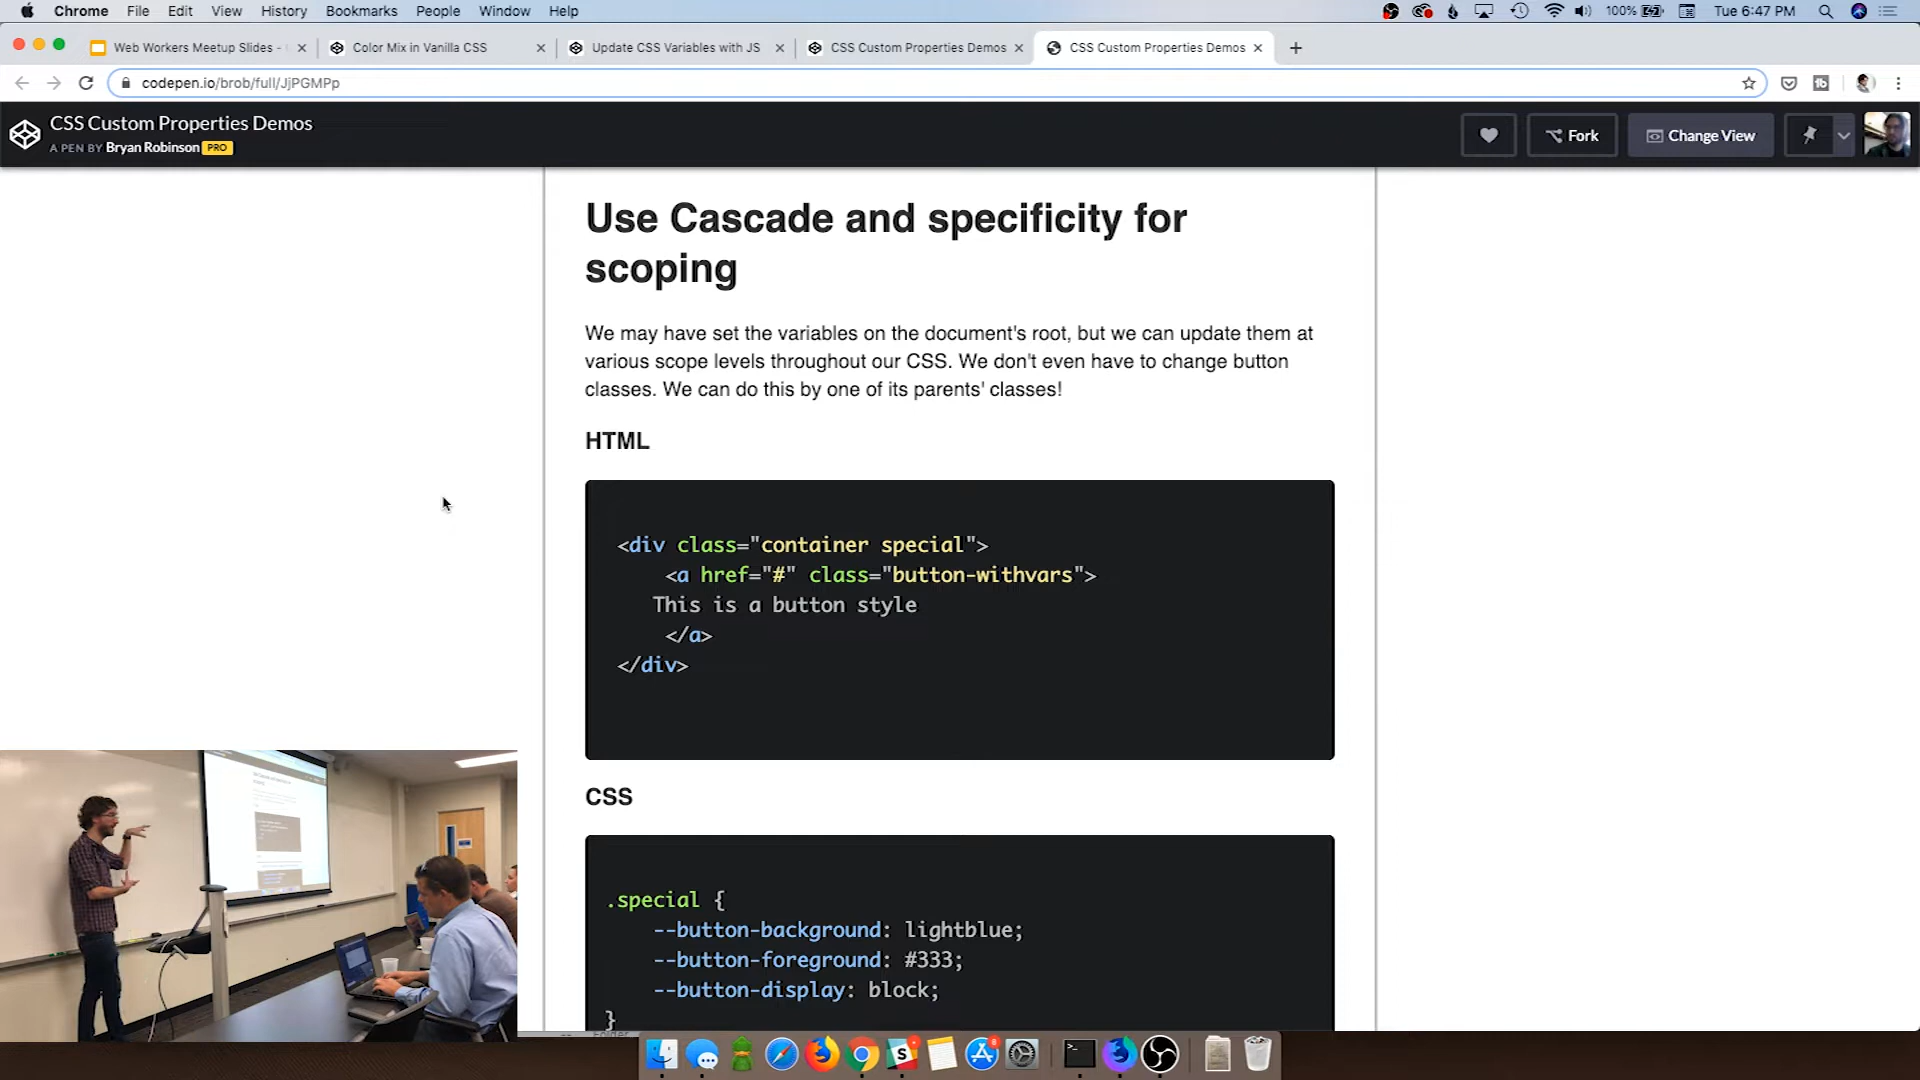 Chrome File Edit View History Bookmarks People Window Help 100% Tue 6:47 PM
Web Workers Meetup Slides - Color Mix in Vanilla CSS Update CSS Variables with JS CSS Custom Properties Demos CSS Custom Properties Demos
codepen.io/brob/full/JjPGMPp
CSS Custom Properties Demos
A PEN BY Bryan Robinson PRO
Fork Change View
Use Cascade and specificity for
scoping
We may have set the variables on the document's root, but we can update them at
various scope levels throughout our CSS. We don't even have to change button
classes. We can do this by one of its parents' classes!
HTML
<div class="container special">
<a href="#" class="button-withvars">
This is a button style
</a>
</div>
CSS
.special {
--button-background: lightblue;
--button-foreground: #333;
--button-display: block;
}